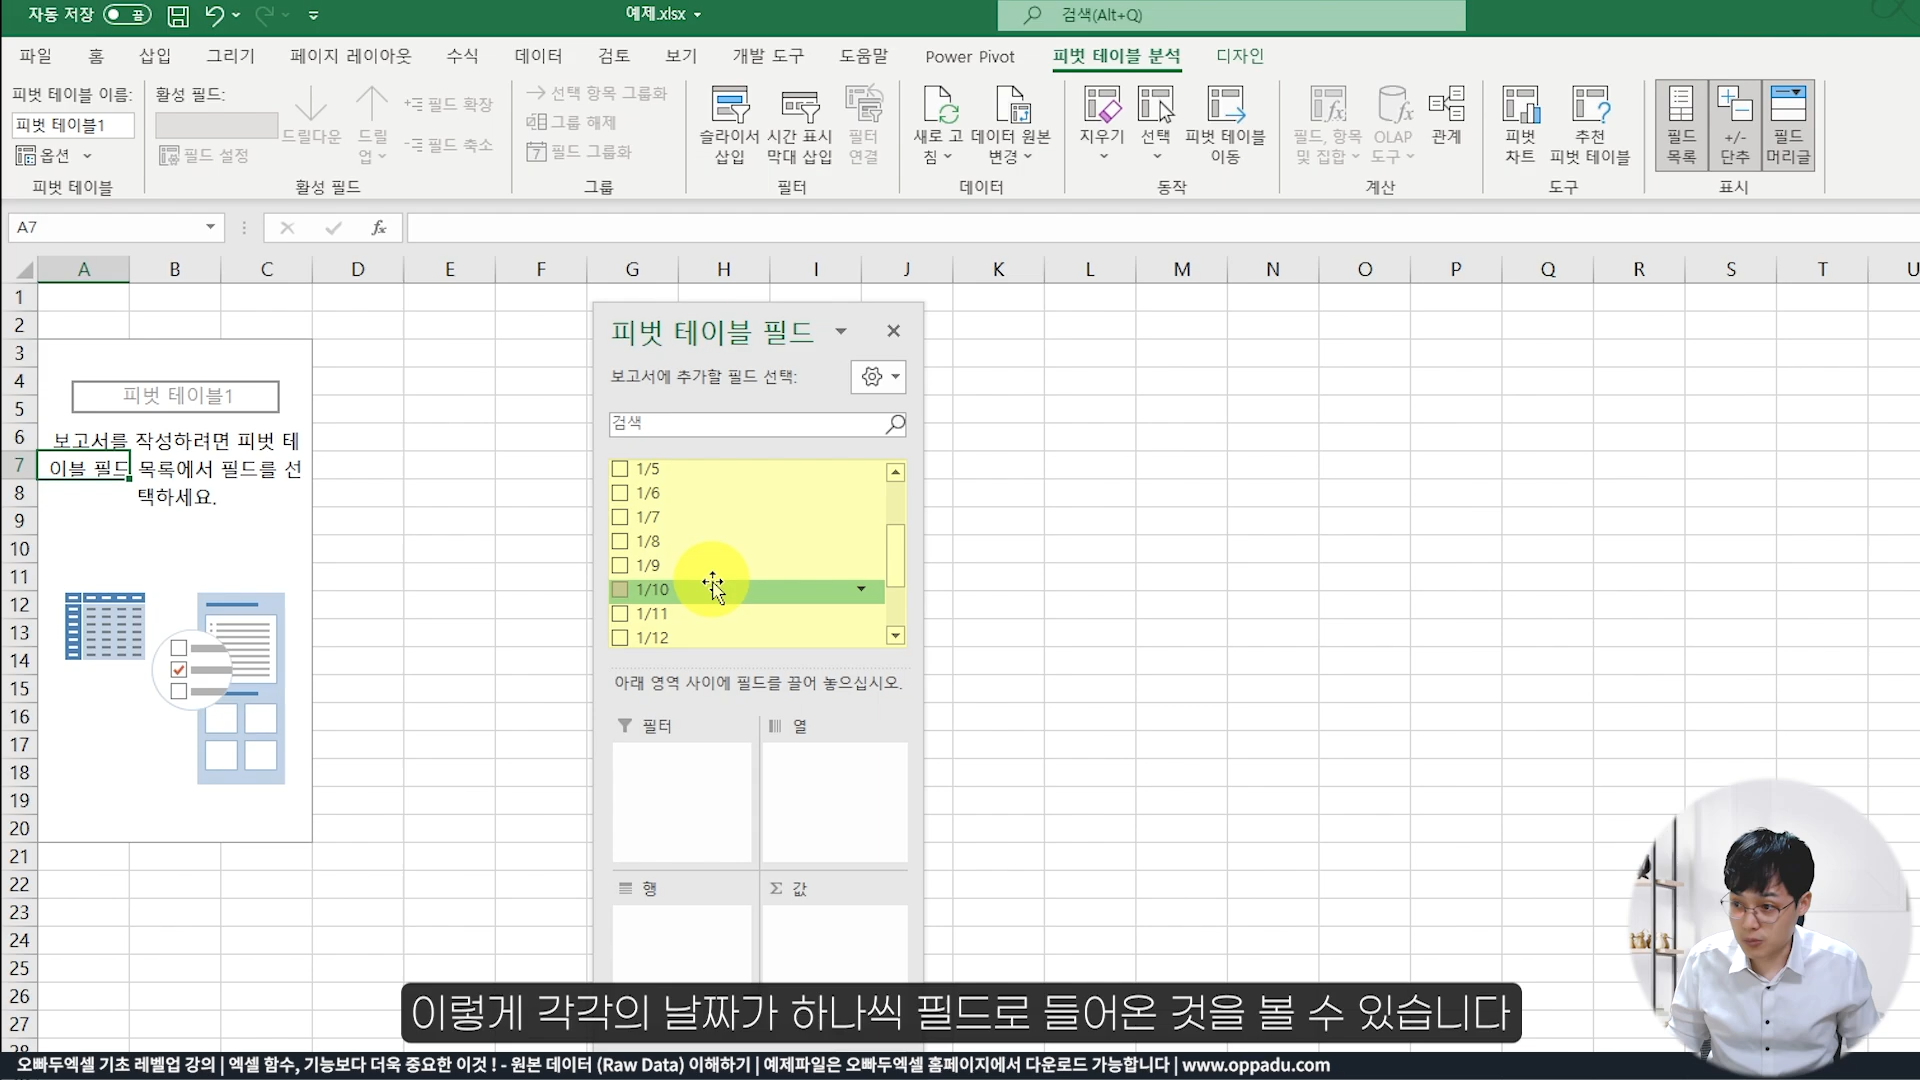 자동 저장 끔 예제.xlsx 검색(Alt+Q)
파일 홈 삽입 그리기 페이지 레이아웃 수식 데이터 검토 보기 개발 도구 도움말 Power Pivot 피벗 테이블 분석 디자인
피벗 테이블 이름:
피벗 테이블1
옵션
피벗 테이블
활성 필드:
필드 설정
드릴다운
드릴
업
필드 확장
필드 축소
활성 필드
선택 항목 그룹화
그룹 해제
필드 그룹화
그룹
슬라이서
삽입
시간 표시
막대 삽입
필터
연결
필터
새로 고
침
데이터 원본
변경
데이터
지우기
선택
피벗 테이블
이동
동작
필드, 항목
및 집합
OLAP
도구
관계
계산
피벗
차트
추천
피벗 테이블
도구
필드
목록
+/-
단추
필드
머리글
표시
A7
fx
A B C D E F G H I J K L M N O P Q R S T U
1
2
3
4
5
6
7
8
9
10
11
12
13
14
15
16
17
18
19
20
21
22
23
24
25
26
27
28
피벗 테이블1
보고서를 작성하려면 피벗 테
이블 필드 목록에서 필드를 선
택하세요.
피벗 테이블 필드
보고서에 추가할 필드 선택:
검색
1/5
1/6
1/7
1/8
1/9
1/10
1/11
1/12
아래 영역 사이에 필드를 끌어 놓으십시오.
필터
열
행
Σ 값
이렇게 각각의 날짜가 하나씩 필드로 들어온 것을 볼 수 있습니다
오빠두엑셀 기초 레벨업 강의 | 엑셀 함수, 기능보다 더욱 중요한 이것 ! - 원본 데이터 (Raw Data) 이해하기 | 예제파일은 오빠두엑셀 홈페이지에서 다운로드 가능합니다 | www.oppadu.com